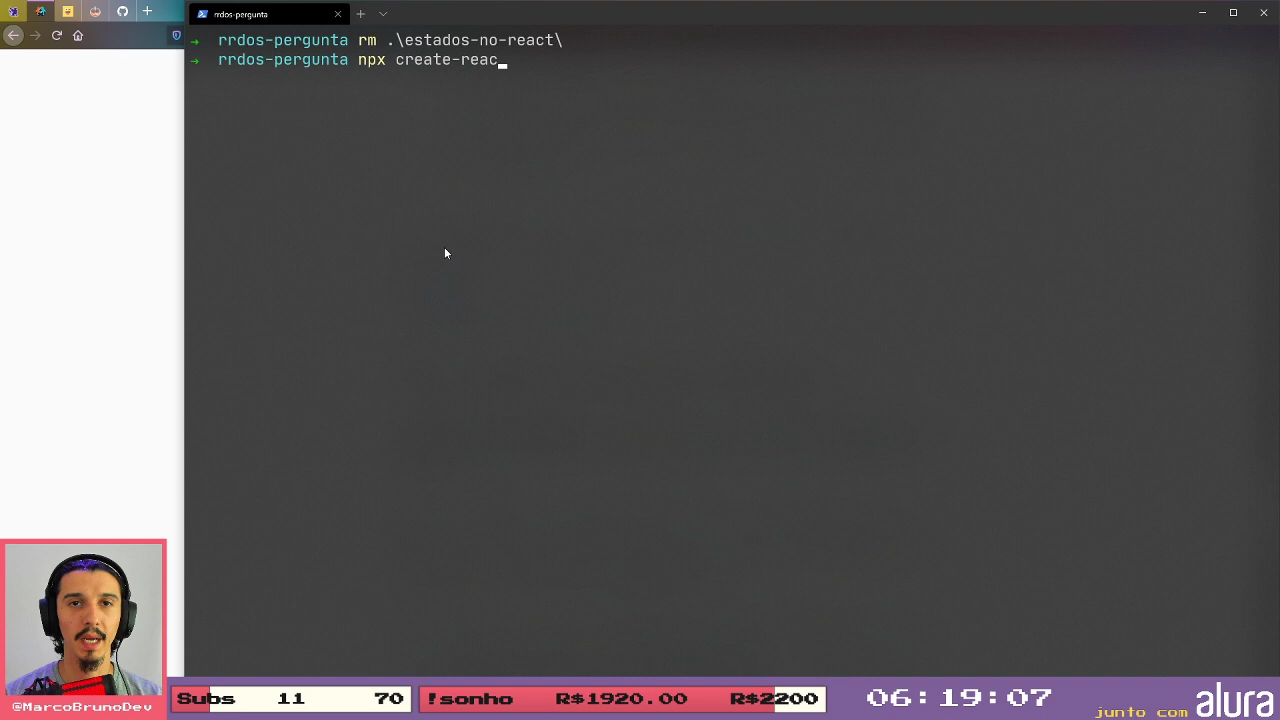 rrdos-pergunta
rrdos-pergunta rm .\estados-no-react\
rrdos-pergunta npx create-reac
@MarcoBrunoDev
Subs 11 70
!sonho R$1920.00 R$2200
06:19:07
junto com alura